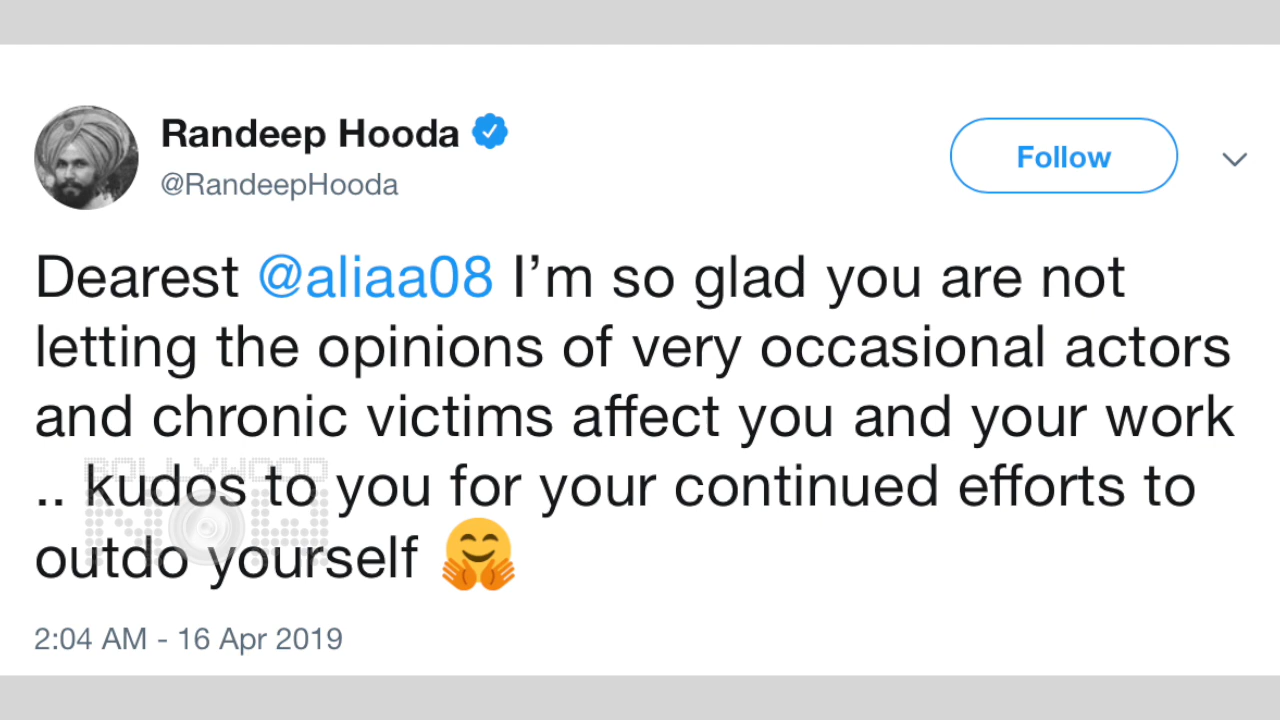 Randeep Hooda
@RandeepHooda
Follow
Dearest @aliaa08 I’m so glad you are not
letting the opinions of very occasional actors
and chronic victims affect you and your work
.. kudos to you for your continued efforts to
outdo yourself 🤗
BOLLYWOOD
NOW
2:04 AM - 16 Apr 2019